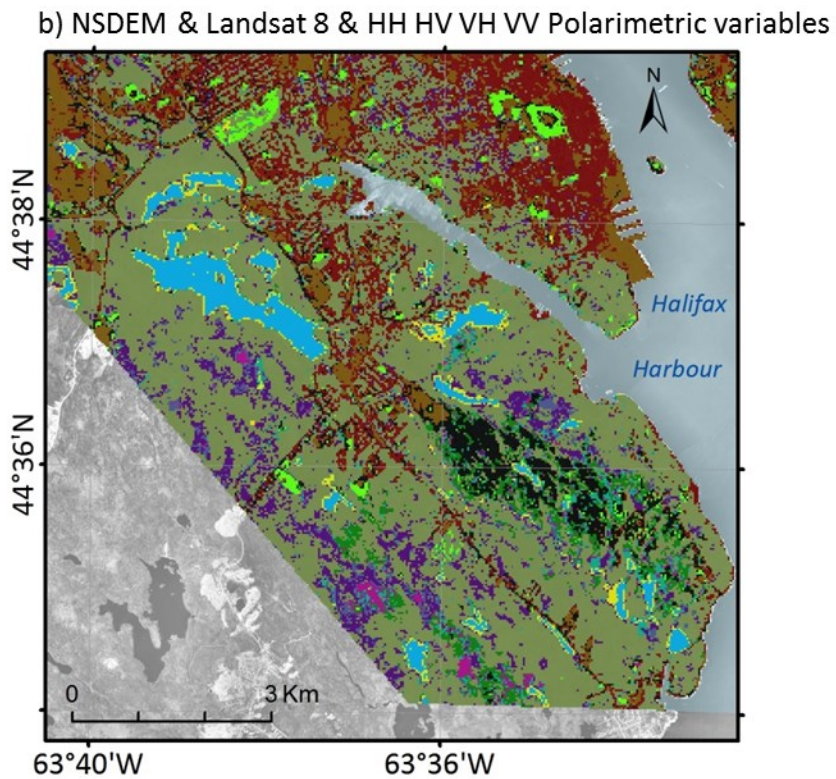 b) NSDEM & Landsat 8 & HH HV VH VV Polarimetric variables
N
44°38'N
Halifax
Harbour
44°36'N
0 3 Km
63°40'W 63°36'W